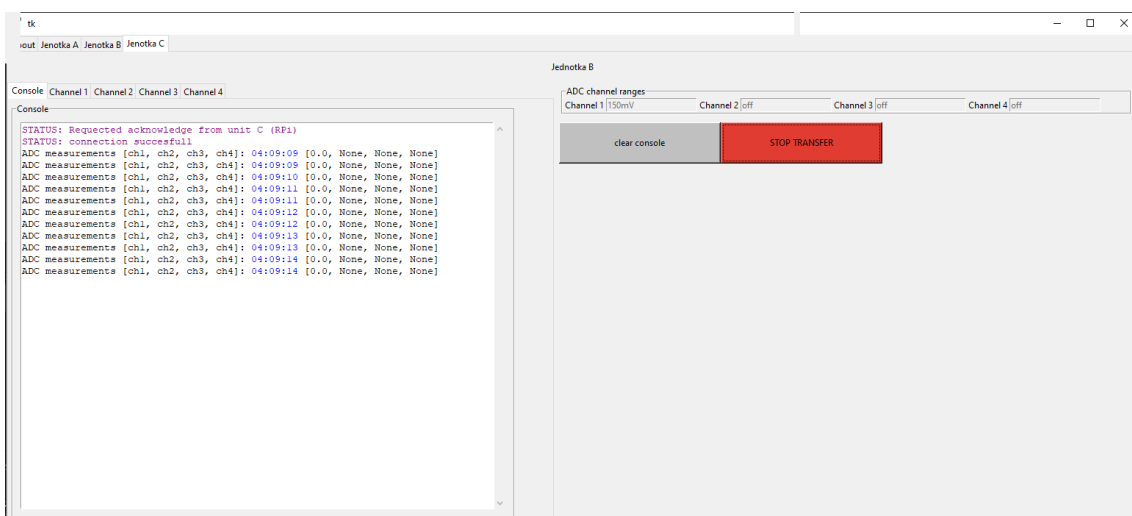 tk
out Jenotka A Jenotka B Jenotka C
Jednotka B
Console Channel 1 Channel 2 Channel 3 Channel 4
Console
STATUS: Requected acknowledge from unit C (RPi)
STATUS: connection succesfull
ADC measurements [ch1, ch2, ch3, ch4]: 04:09:09 [0.0, None, None, None]
ADC measurements [ch1, ch2, ch3, ch4]: 04:09:09 [0.0, None, None, None]
ADC measurements [ch1, ch2, ch3, ch4]: 04:09:10 [0.0, None, None, None]
ADC measurements [ch1, ch2, ch3, ch4]: 04:09:11 [0.0, None, None, None]
ADC measurements [ch1, ch2, ch3, ch4]: 04:09:11 [0.0, None, None, None]
ADC measurements [ch1, ch2, ch3, ch4]: 04:09:12 [0.0, None, None, None]
ADC measurements [ch1, ch2, ch3, ch4]: 04:09:12 [0.0, None, None, None]
ADC measurements [ch1, ch2, ch3, ch4]: 04:09:13 [0.0, None, None, None]
ADC measurements [ch1, ch2, ch3, ch4]: 04:09:13 [0.0, None, None, None]
ADC measurements [ch1, ch2, ch3, ch4]: 04:09:14 [0.0, None, None, None]
ADC measurements [ch1, ch2, ch3, ch4]: 04:09:14 [0.0, None, None, None]
ADC channel ranges
Channel 1 150mV Channel 2 off Channel 3 off Channel 4 off
clear console STOP TRANSFER